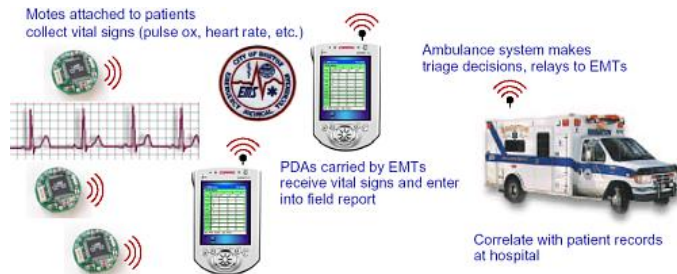 Motes attached to patients
collect vital signs (pulse ox, heart rate, etc.)
CITY OF BOSTON
EMS
EMERGENCY MEDICAL TECHNICIAN
Ambulance system makes
triage decisions, relays to EMTs
PDAs carried by EMTs
receive vital signs and enter
into field report
Correlate with patient records
at hospital